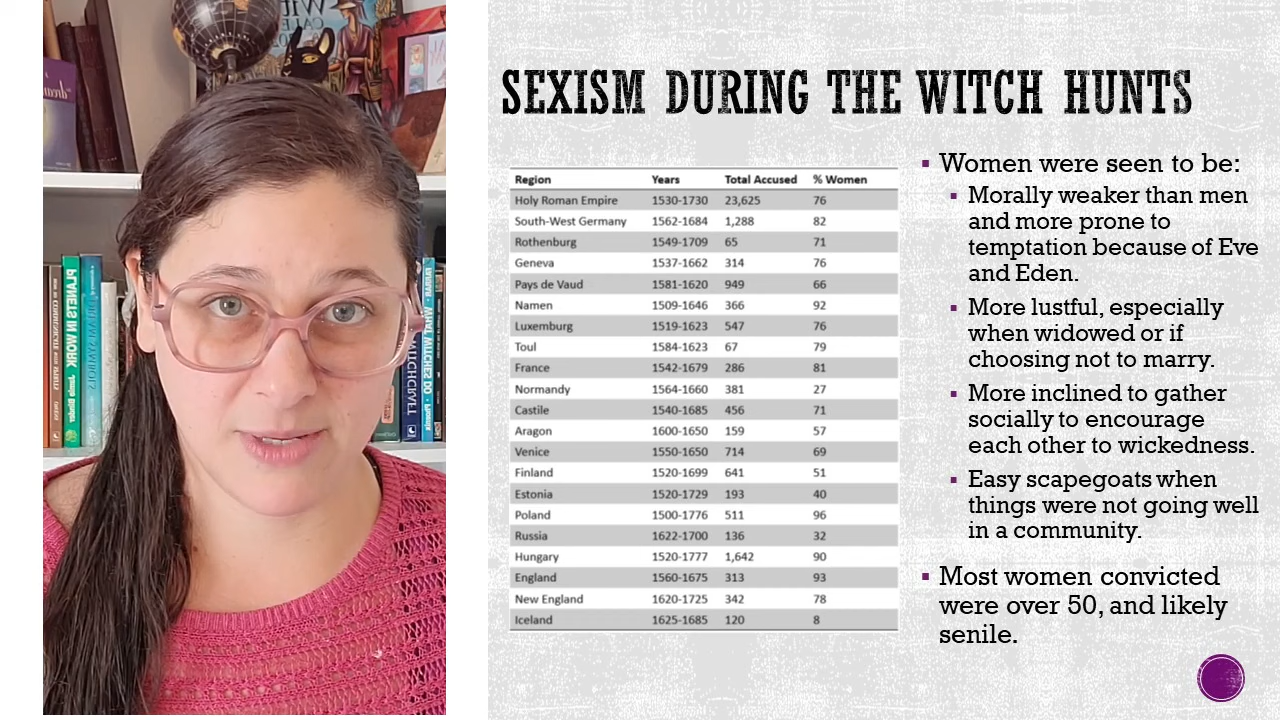 SEXISM DURING THE WITCH HUNTS
Region Years Total Accused % Women
Holy Roman Empire 1530-1730 23,625 76
South-West Germany 1562-1684 1,288 82
Rothenburg 1549-1709 65 71
Geneva 1537-1662 314 76
Pays de Vaud 1581-1620 949 66
Namen 1509-1646 366 92
Luxemburg 1519-1623 547 76
Toul 1584-1623 67 79
France 1542-1679 286 81
Normandy 1564-1660 381 27
Castile 1540-1685 456 71
Aragon 1600-1650 159 57
Venice 1550-1650 714 69
Finland 1520-1699 641 51
Estonia 1520-1729 193 40
Poland 1500-1776 511 96
Russia 1622-1700 136 32
Hungary 1520-1777 1,642 90
England 1560-1675 313 93
New England 1620-1725 342 78
Iceland 1625-1685 120 8
Women were seen to be:
Morally weaker than men
and more prone to
temptation because of Eve
and Eden.
More lustful, especially
when widowed or if
choosing not to marry.
More inclined to gather
socially to encourage
each other to wickedness.
Easy scapegoats when
things were not going well
in a community.
Most women convicted
were over 50, and likely
senile.
PLANETS IN WORK
Jamie Binder
WHAT WITCHES DO
WITCHCRAFT